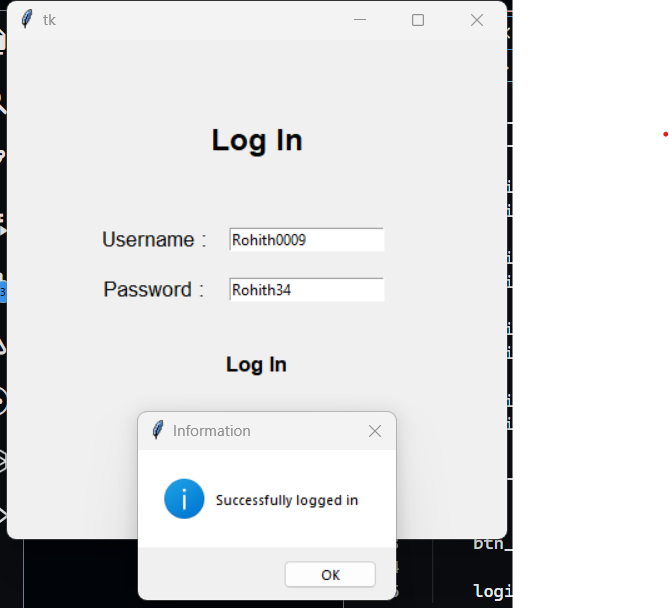 tk
Log In
Username :
Rohith0009
Password :
Rohith34
Log In
Information
Successfully logged in
OK
btn_
logi